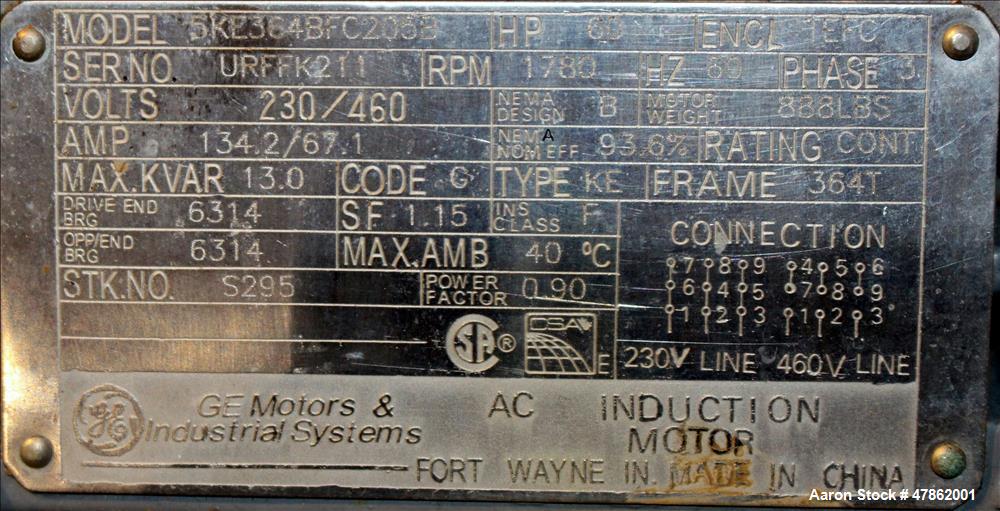 MODEL 5KE364BFC205B HP 60 ENCL TEFC
SER.NO. URFFK211 RPM 1780 HZ 60 PHASE 3
VOLTS 230/460 NEMA DESIGN B MOTOR WEIGHT 888LBS
AMP 134.2/67.1 NEMA NOM EFF 93.6% RATING CONT
MAX.KVAR 13.0 CODE G TYPE KE FRAME 364T
DRIVE END BRG 6314 SF 1.15 INS CLASS F
OPP/END BRG 6314 MAX.AMB 40 °C
STK.NO. S295 POWER FACTOR 0.90
CONNECTION
7 8 9 4 5 6
6 4 5 7 8 9
1 2 3 1 2 3
230V LINE 460V LINE
SA ®
CSA
E
GE
GE Motors & Industrial Systems
AC INDUCTION MOTOR
FORT WAYNE IN. MADE IN CHINA
Aaron Stock # 47862001